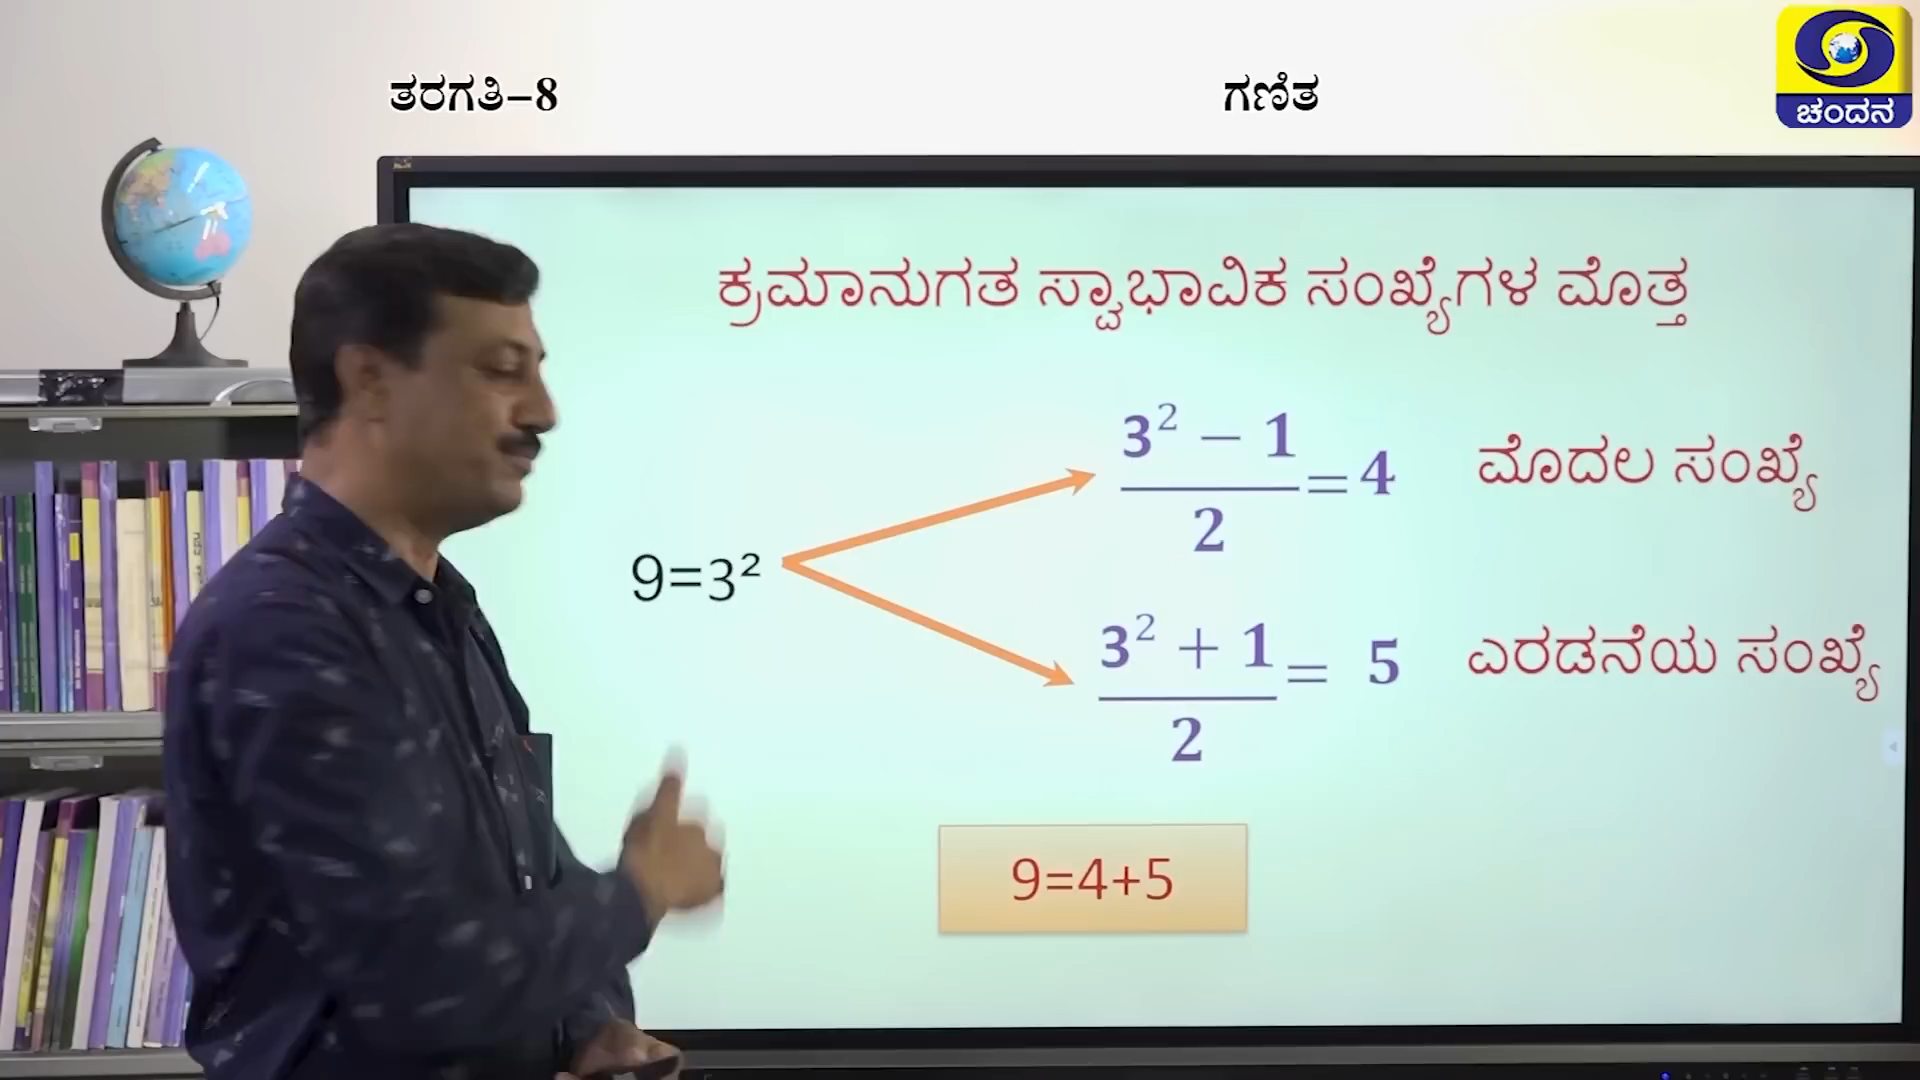 ತರಗತಿ–8
ಗಣಿತ
ಚಂದನ
ಕ್ರಮಾನುಗತ ಸ್ವಾಭಾವಿಕ ಸಂಖ್ಯೆಗಳ ಮೊತ್ತ
3² − 1
2
= 4
ಮೊದಲ ಸಂಖ್ಯೆ
9=3²
3² + 1
2
= 5
ಎರಡನೆಯ ಸಂಖ್ಯೆ
9=4+5